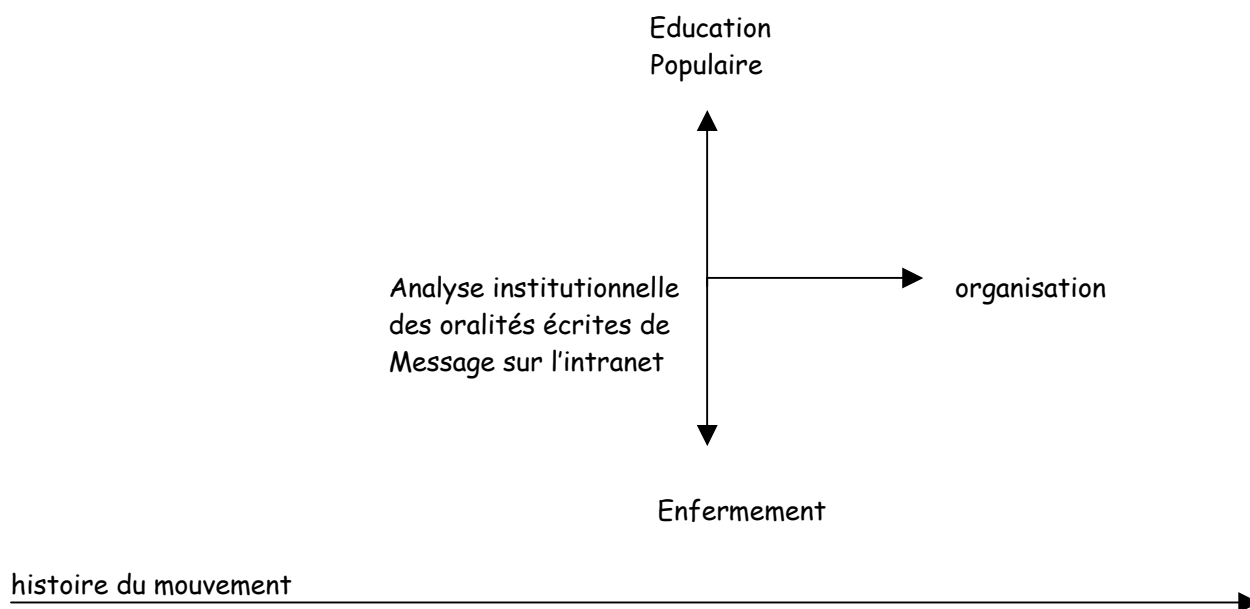 Education
Populaire
Analyse institutionnelle
des oralités écrites de
Message sur l'intranet
organisation
Enfermement
histoire du mouvement